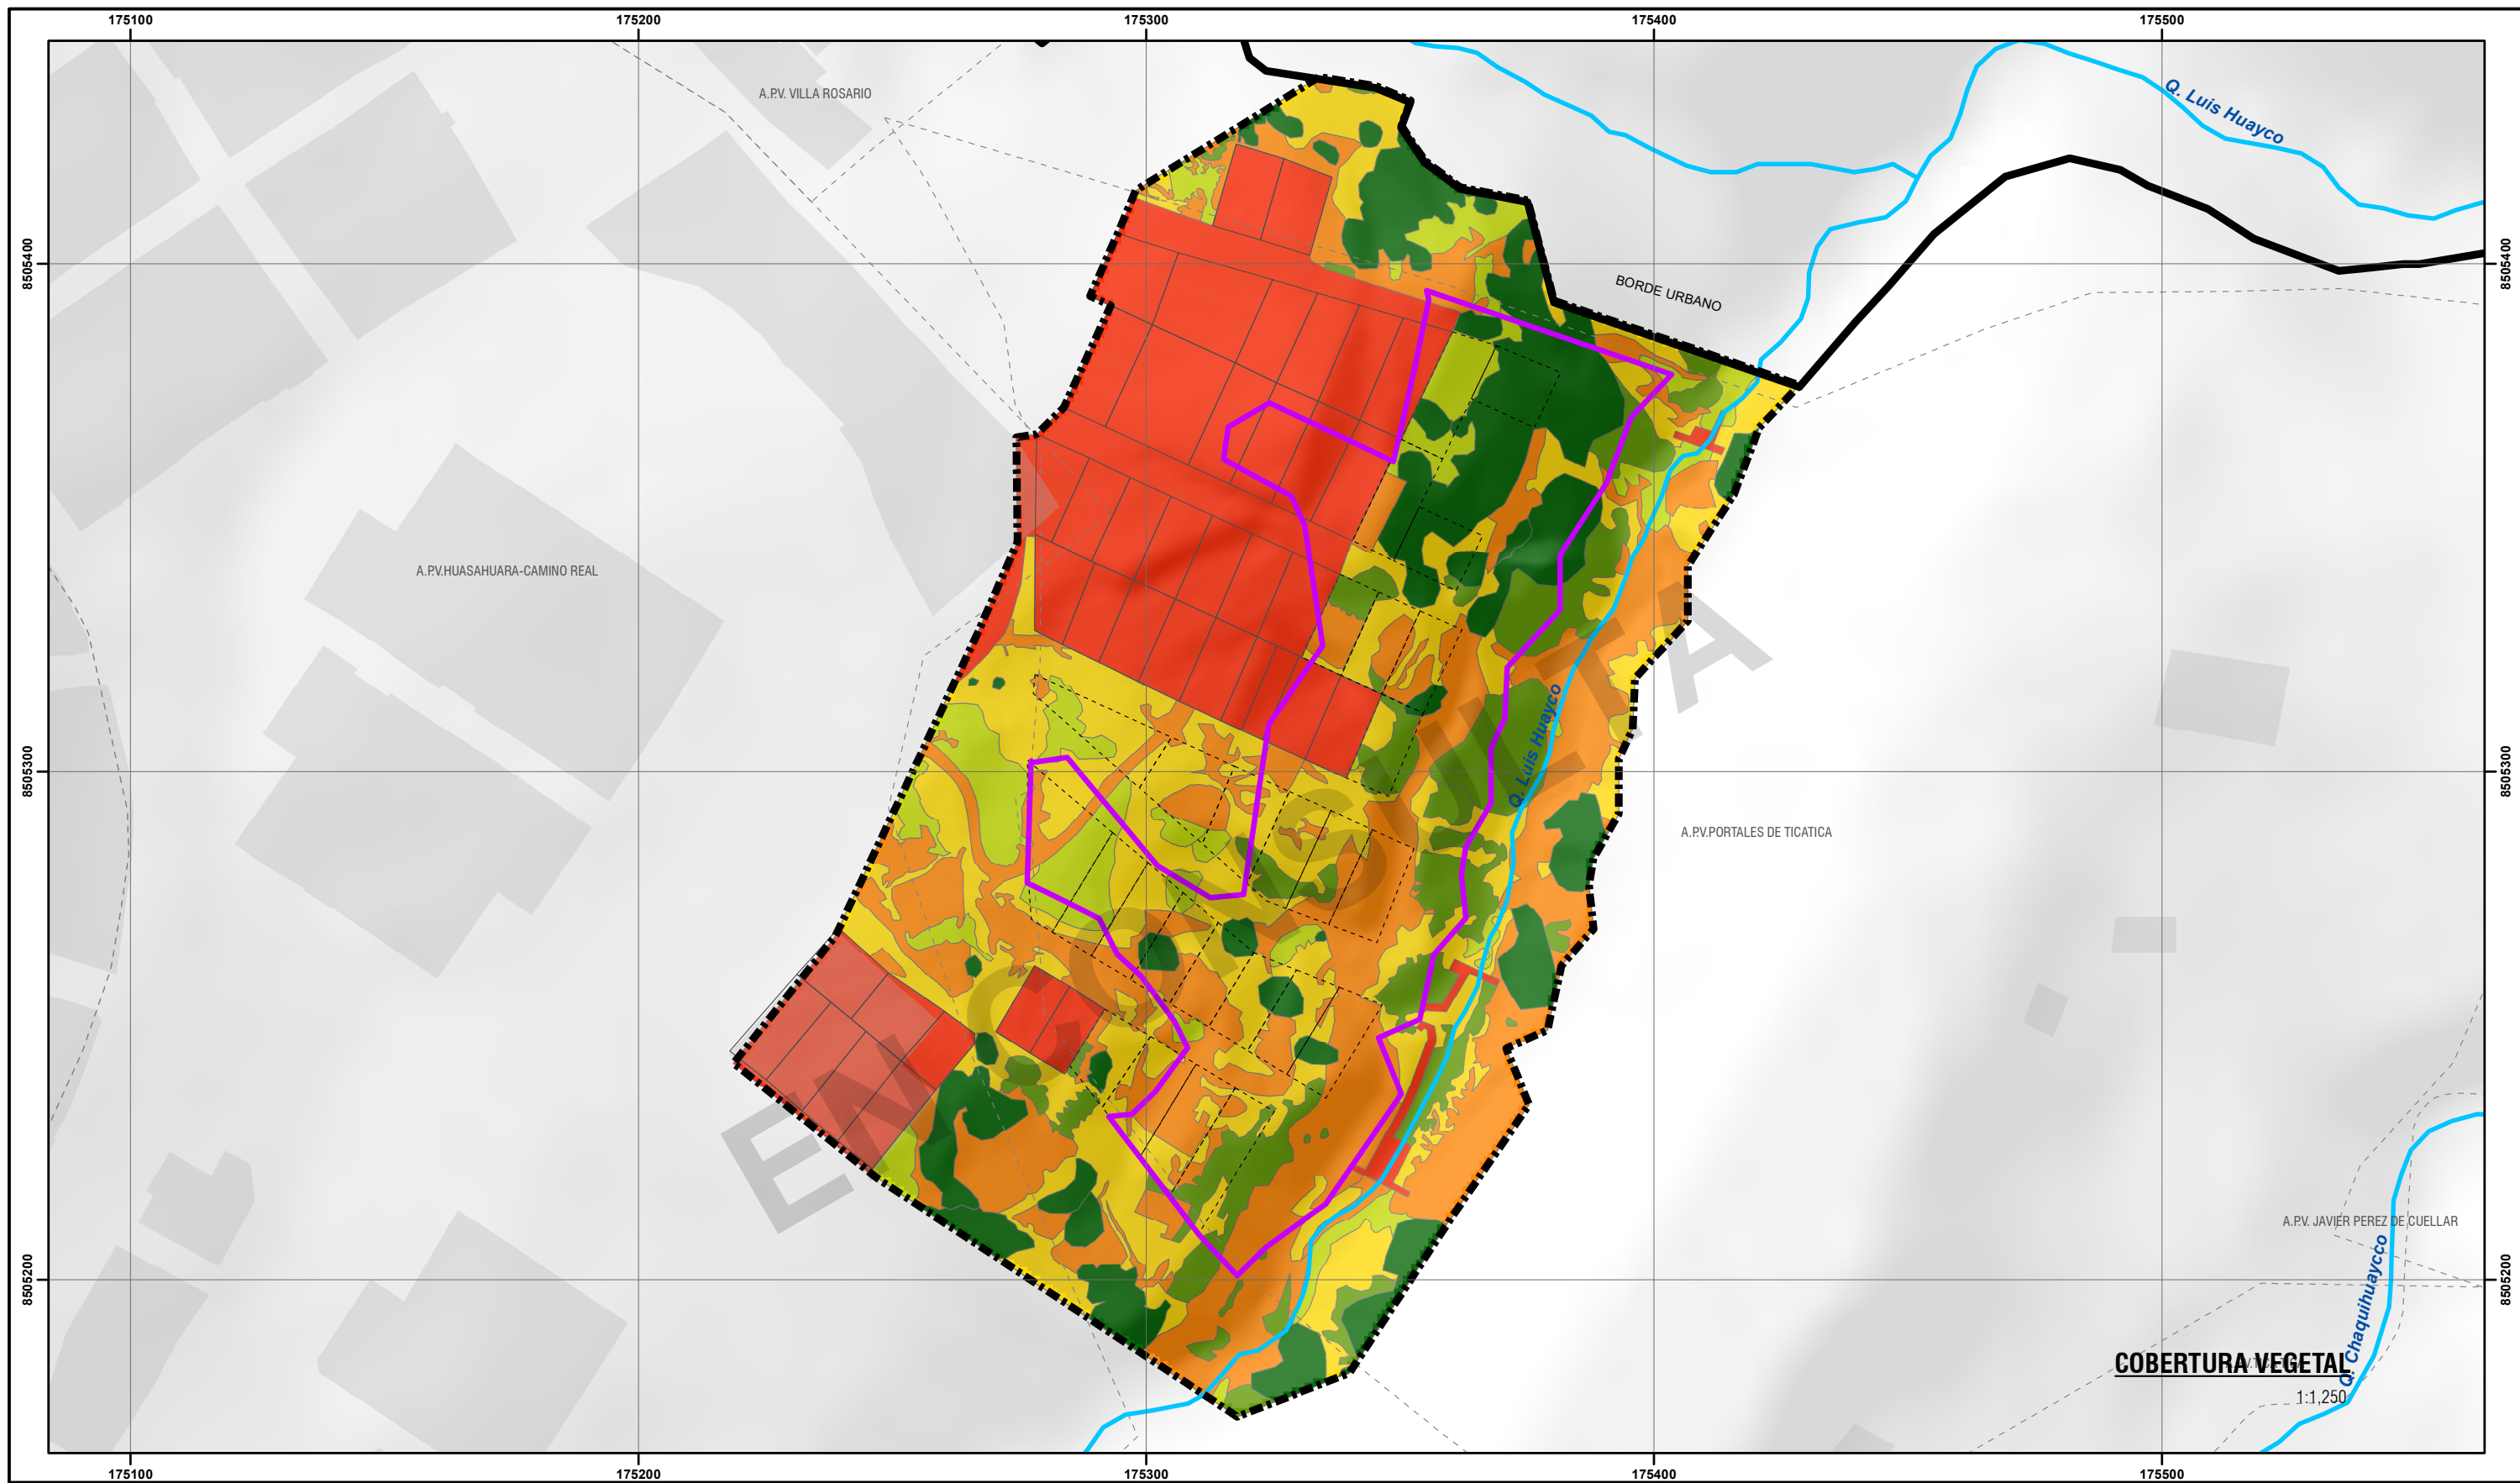 175100
175200
175300
175400
175500
A.P.V. VILLA ROSARIO
Q. Luis Huayco
8505400
8505400
BORDE URBANO
A.P.V.HUASAHUARA-CAMINO REAL
EN CONSULTA
Q. Luis Huayco
8505300
8505300
A.P.V.PORTALES DE TICATICA
A.P.V. JAVIER PEREZ DE CUELLAR
8505200
8505200
Q. Chaquihuaycco
COBERTURA VEGETAL
1:1,250
175100
175200
175300
175400
175500